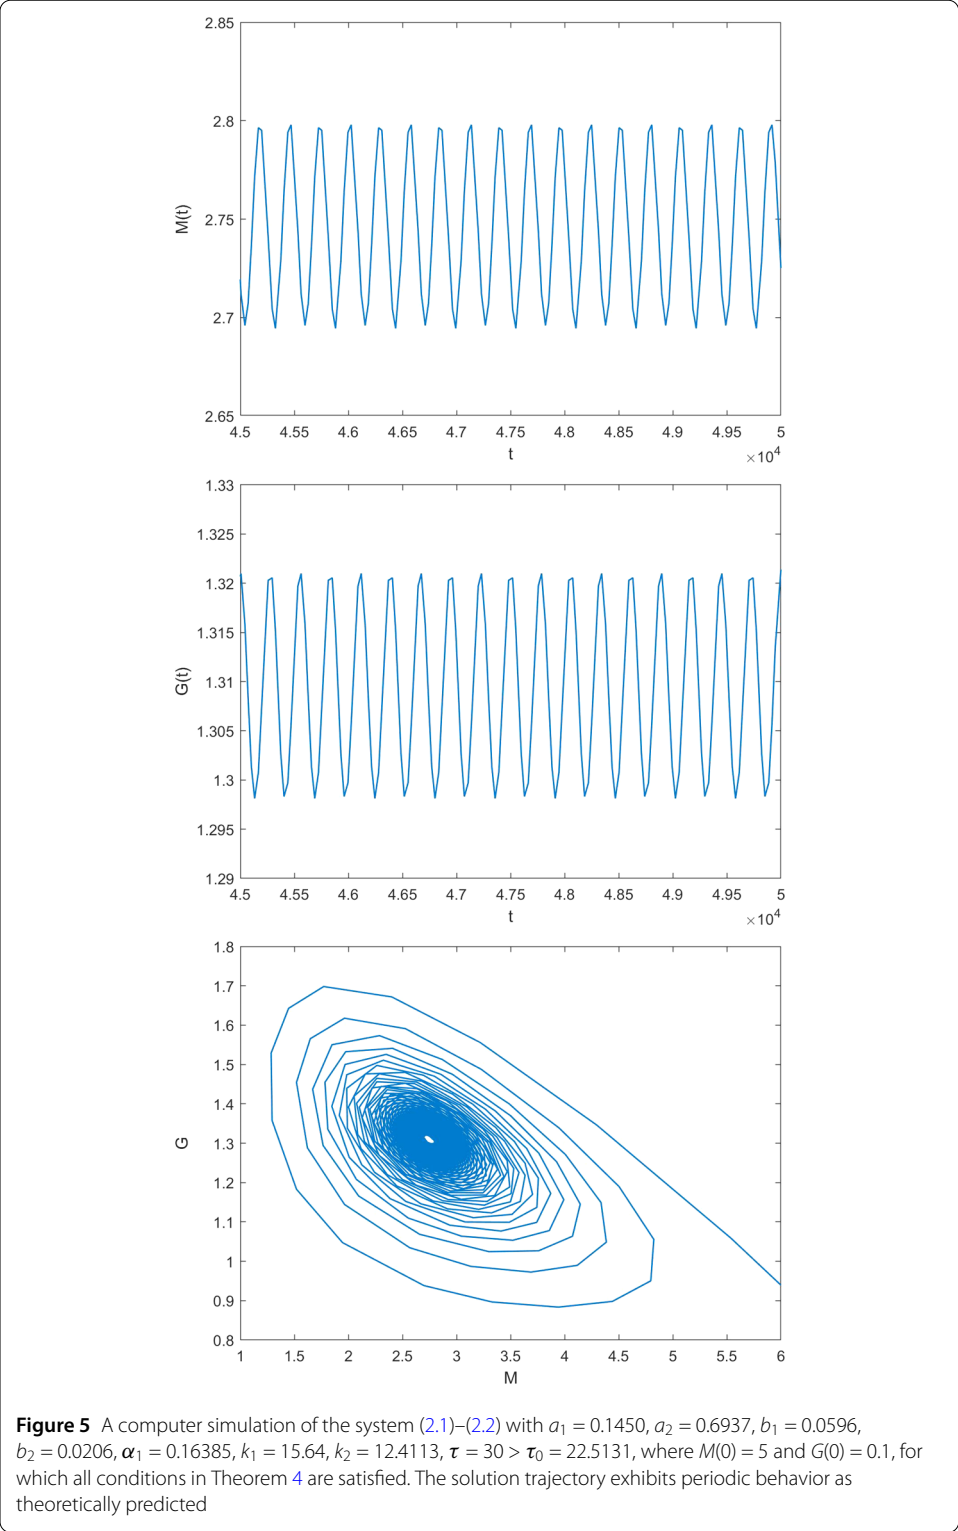 2.85
2.8
2.75
2.7
2.65
M(t)
4.5 4.55 4.6 4.65 4.7 4.75 4.8 4.85 4.9 4.95 5
t
×10⁴
1.33
1.325
1.32
1.315
1.31
1.305
1.3
1.295
1.29
G(t)
4.5 4.55 4.6 4.65 4.7 4.75 4.8 4.85 4.9 4.95 5
t
×10⁴
1.8
1.7
1.6
1.5
1.4
1.3
1.2
1.1
1
0.9
0.8
G
1 1.5 2 2.5 3 3.5 4 4.5 5 5.5 6
M
Figure 5 A computer simulation of the system (2.1)–(2.2) with a₁ = 0.1450, a₂ = 0.6937, b₁ = 0.0596,
b₂ = 0.0206, α₁ = 0.16385, k₁ = 15.64, k₂ = 12.4113, τ = 30 > τ₀ = 22.5131, where M(0) = 5 and G(0) = 0.1, for
which all conditions in Theorem 4 are satisfied. The solution trajectory exhibits periodic behavior as
theoretically predicted